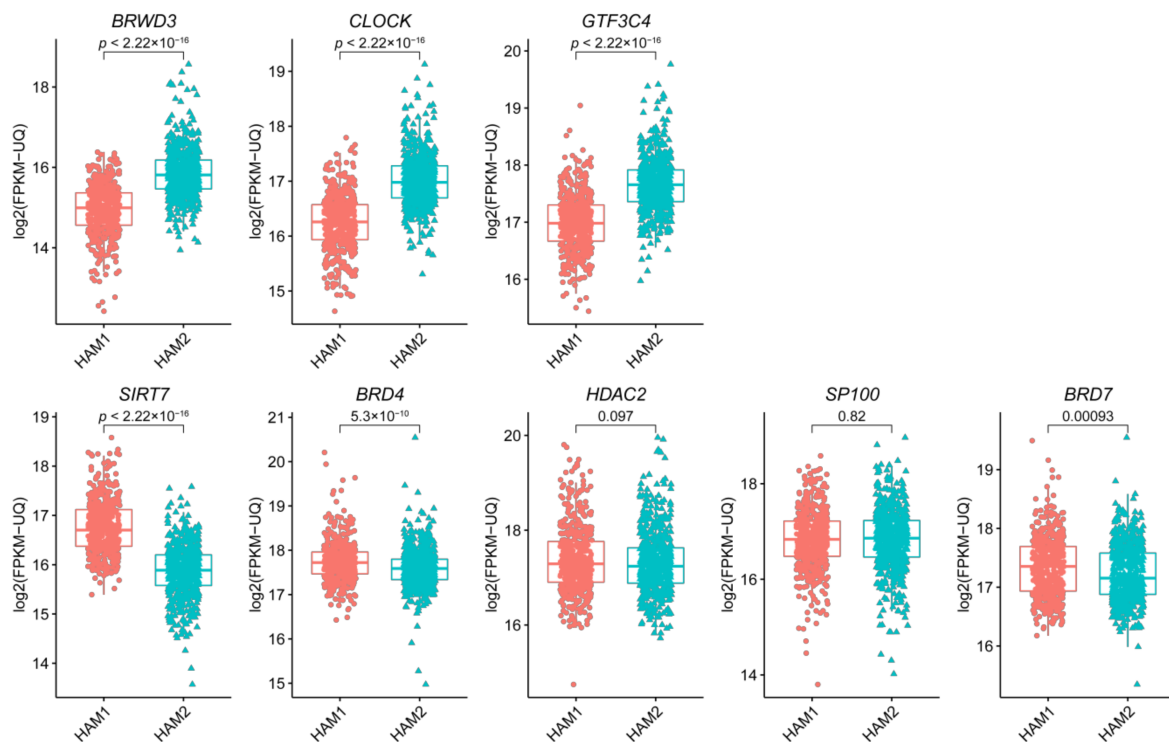 BRWD3
p < 2.22×10⁻¹⁶
log2(FPKM−UQ)
18
16
14
HAM1
HAM2
CLOCK
p < 2.22×10⁻¹⁶
log2(FPKM−UQ)
19
18
17
16
15
HAM1
HAM2
GTF3C4
p < 2.22×10⁻¹⁶
log2(FPKM−UQ)
20
19
18
17
16
HAM1
HAM2
SIRT7
p < 2.22×10⁻¹⁶
log2(FPKM−UQ)
19
18
17
16
15
14
HAM1
HAM2
BRD4
5.3×10⁻¹⁰
log2(FPKM−UQ)
21
20
19
18
17
16
15
HAM1
HAM2
HDAC2
0.097
log2(FPKM−UQ)
20
18
16
HAM1
HAM2
SP100
0.82
log2(FPKM−UQ)
18
16
14
HAM1
HAM2
BRD7
0.00093
log2(FPKM−UQ)
19
18
17
16
HAM1
HAM2